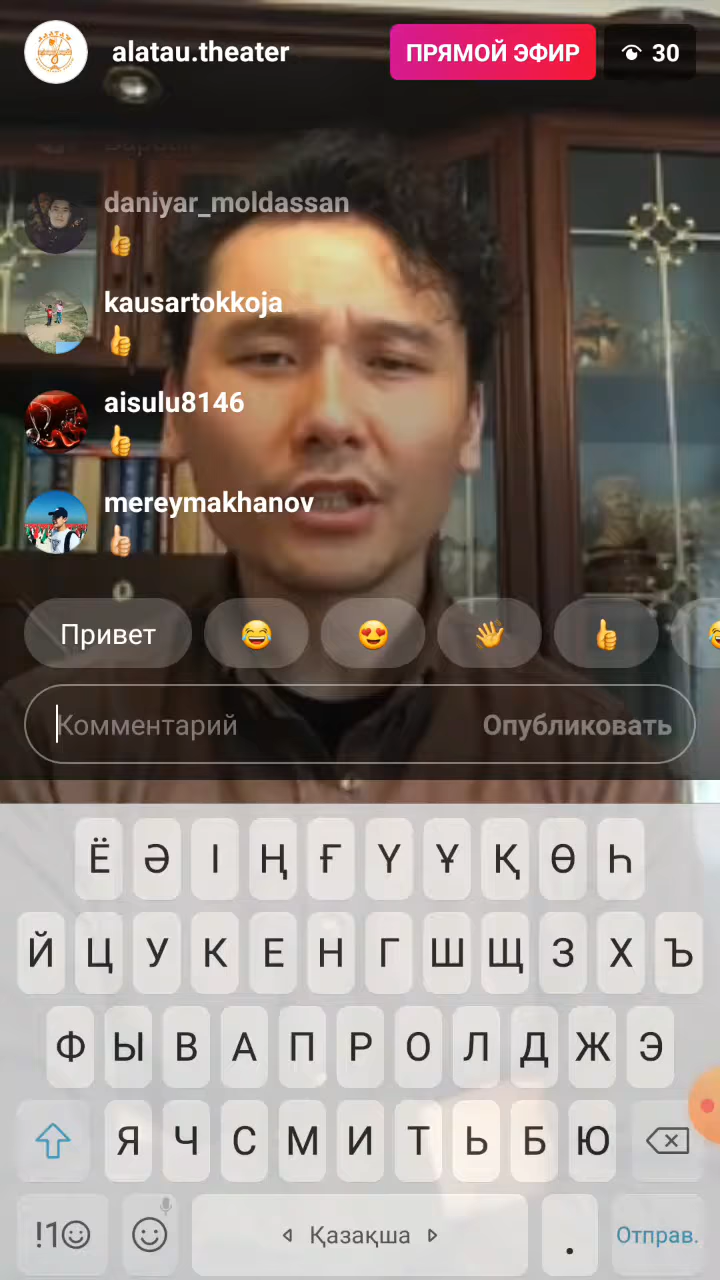 alatau.theater
ПРЯМОЙ ЭФИР
30
daniyar_moldassan
kausartokkoja
aisulu8146
mereymakhanov
Привет
Комментарий
Опубликовать
Ё Ә І Ң Ғ Ү Ұ Қ Ө Һ
Й Ц У К Е Н Г Ш Щ З Х Ъ
Ф Ы В А П Р О Л Д Ж Э
Я Ч С М И Т Ь Б Ю
!1
Қазақша
.
Отправ.